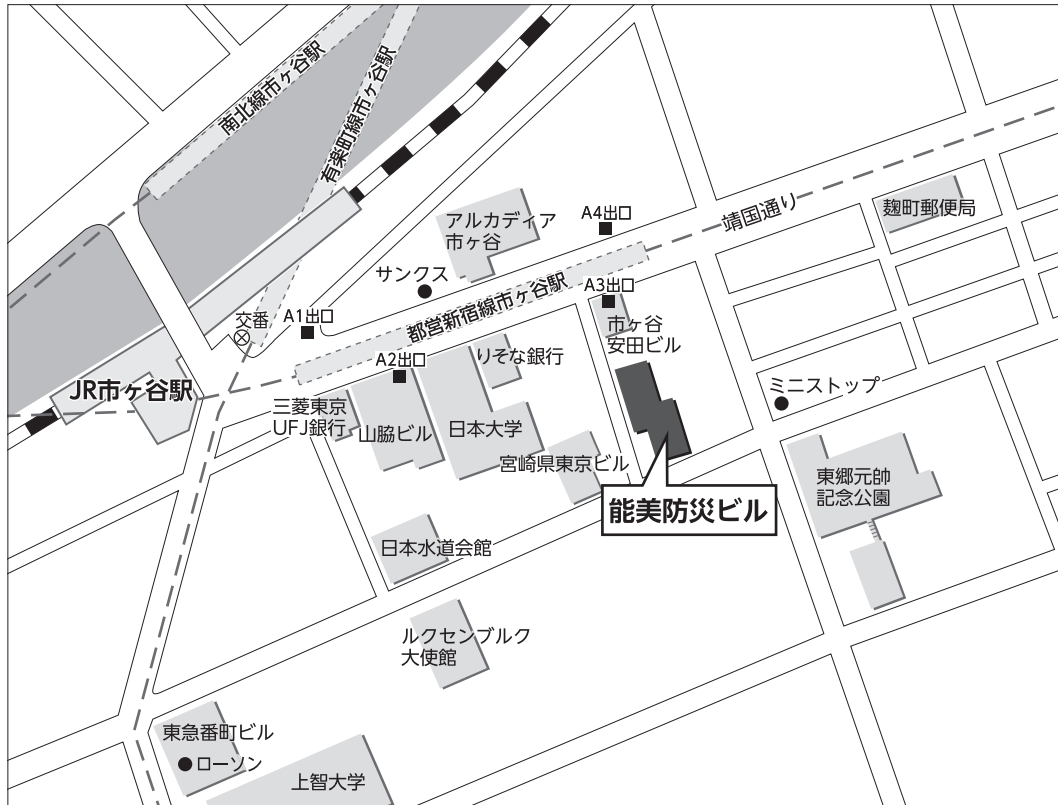 南北線市ヶ谷駅
有楽町線市ヶ谷駅
アルカディア
市ヶ谷
A4出口
靖国通り
麹町郵便局
サンクス
都営新宿線市ヶ谷駅
A3出口
交番
A1出口
市ヶ谷
安田ビル
A2出口
りそな銀行
JR市ヶ谷駅
ミニストップ
三菱東京
UFJ銀行
山脇ビル
日本大学
宮崎県東京ビル
東郷元帥
記念公園
能美防災ビル
日本水道会館
ルクセンブルク
大使館
東急番町ビル
ローソン
上智大学